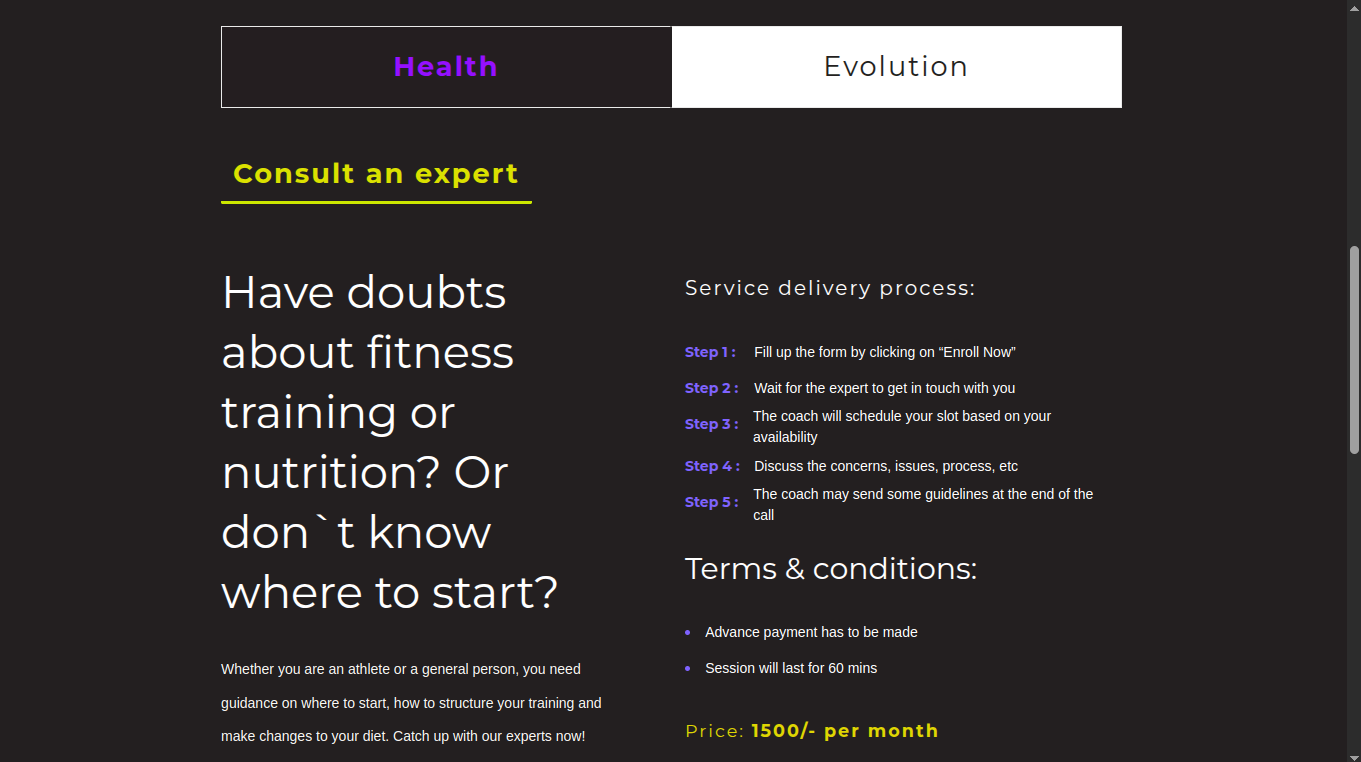 Health
Evolution
Consult an expert
Have doubts
about fitness
training or
nutrition? Or
don`t know
where to start?
Whether you are an athlete or a general person, you need
guidance on where to start, how to structure your training and
make changes to your diet. Catch up with our experts now!
Service delivery process:
Step 1 : Fill up the form by clicking on “Enroll Now”
Step 2 : Wait for the expert to get in touch with you
Step 3 : The coach will schedule your slot based on your
availability
Step 4 : Discuss the concerns, issues, process, etc
Step 5 : The coach may send some guidelines at the end of the
call
Terms & conditions:
Advance payment has to be made
Session will last for 60 mins
Price: 1500/- per month